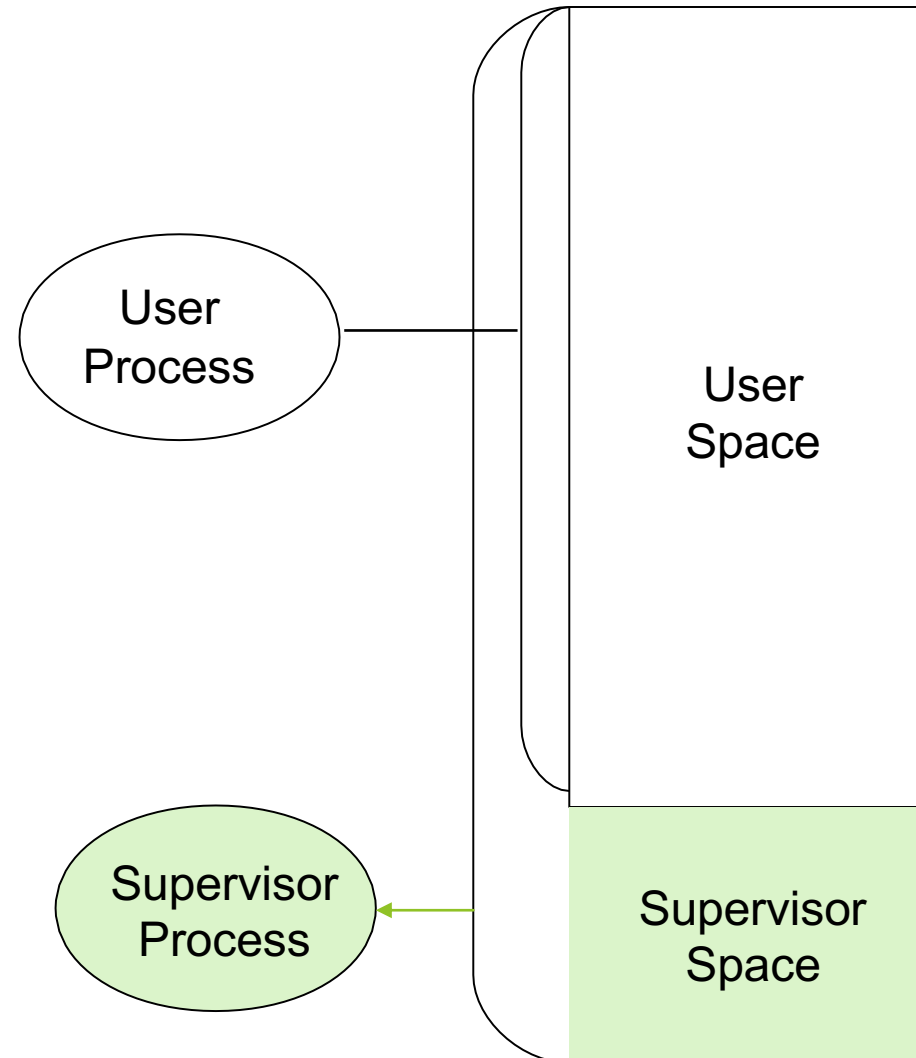 User
Process
User
Space
Supervisor
Process
Supervisor
Space